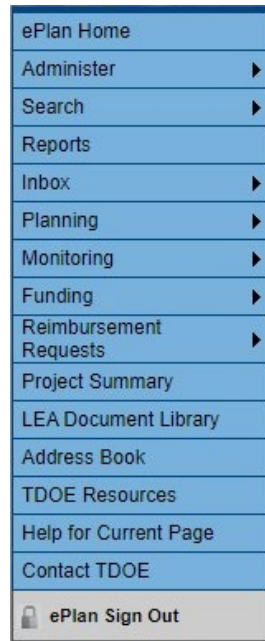 ePlan Home
Administer
Search
Reports
Inbox
Planning
Monitoring
Funding
Reimbursement
Requests
Project Summary
LEA Document Library
Address Book
TDOE Resources
Help for Current Page
Contact TDOE
ePlan Sign Out